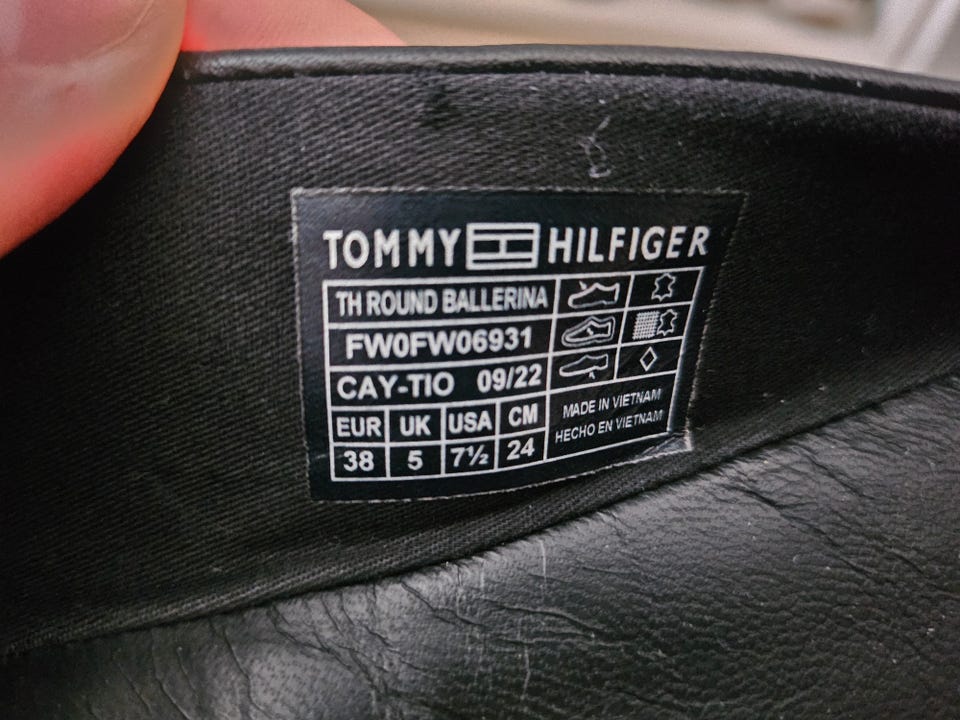 TOMMY HILFIGER
TH ROUND BALLERINA
FW0FW06931
CAY-TIO 09/22
EUR UK USA CM
38 5 7½ 24
MADE IN VIETNAM
HECHO EN VIETNAM